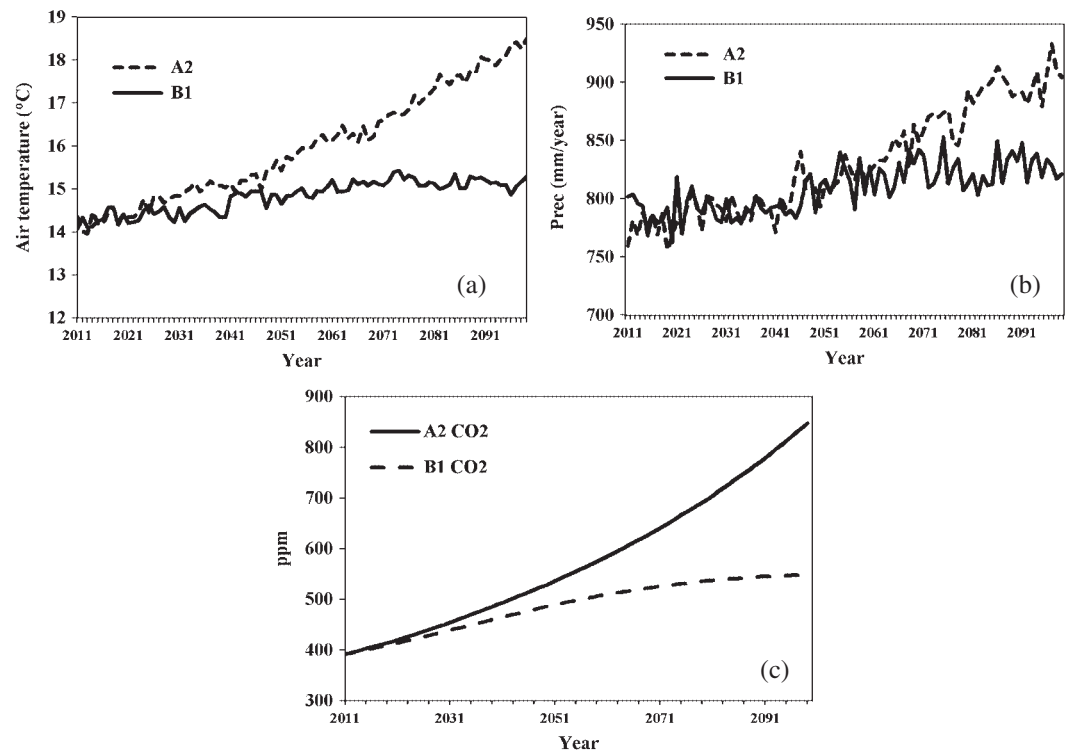 19
18
17
16
15
14
13
12
Air temperature (°C)
A2
B1
(a)
2011 2021 2031 2041 2051 2061 2071 2081 2091
Year
950
900
850
800
750
700
Prec (mm/year)
A2
B1
(b)
2011 2021 2031 2041 2051 2061 2071 2081 2091
Year
900
800
700
600
500
400
300
ppm
A2 CO2
B1 CO2
(c)
2011 2031 2051 2071 2091
Year